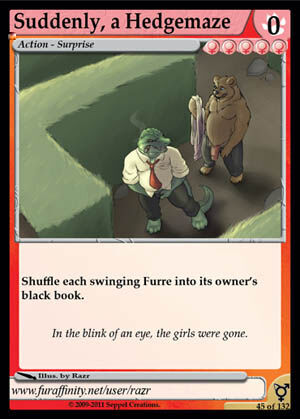 Suddenly, a Hedgemaze
0
Action - Surprise
Shuffle each swinging Furre into its owner's
black book.
In the blink of an eye, the girls were gone.
Illus. by Razr
www.furaffinity.net/user/razr
© 2009-2011 Seppel Creations.
45 of 132